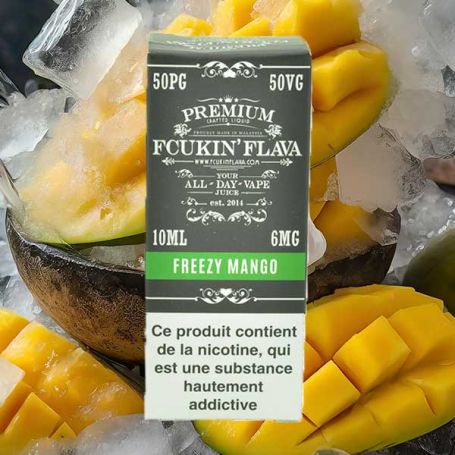 50PG 50VG
PREMIUM
CRAFTED LIQUID
PROUDLY MADE IN MALAYSIA
FCUKIN' FLAVA
WWW.FCUKINFLAVA.COM
YOUR
ALL-DAY-VAPE
JUICE
est. 2014
10ML 6MG
FREEZY MANGO
Ce produit contient
de la nicotine, qui
est une substance
hautement
addictive